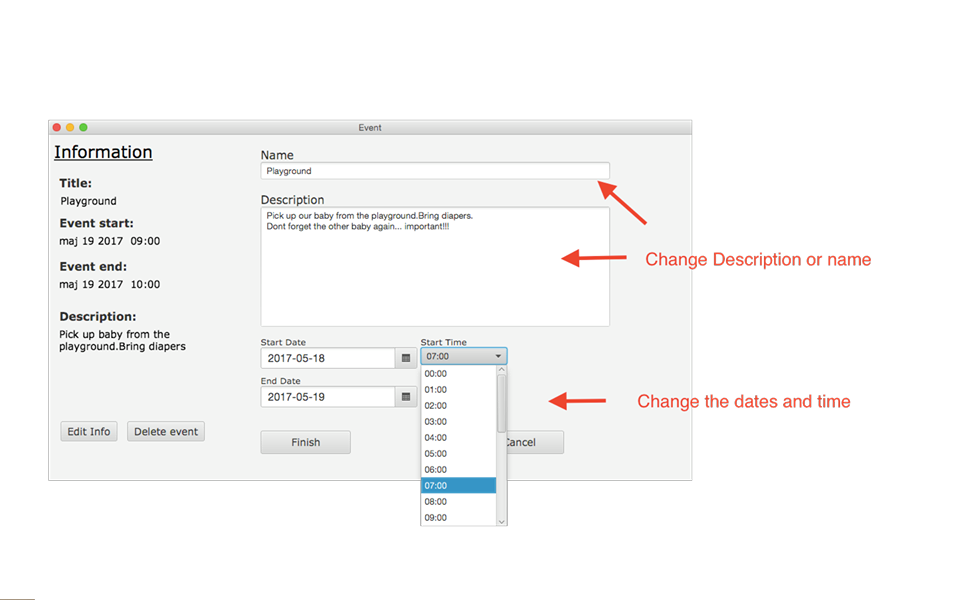 Event
Information
Title:
Playground
Event start:
maj 19 2017  09:00
Event end:
maj 19 2017  10:00
Description:
Pick up baby from the
playground.Bring diapers
Edit Info
Delete event
Name
Playground
Description
Pick up our baby from the playground.Bring diapers.
Dont forget the other baby again... important!!!
Start Date
2017-05-18
Start Time
07:00
End Date
2017-05-19
00:00
01:00
02:00
03:00
04:00
05:00
06:00
07:00
08:00
09:00
Finish
Cancel
Change Description or name
Change the dates and time